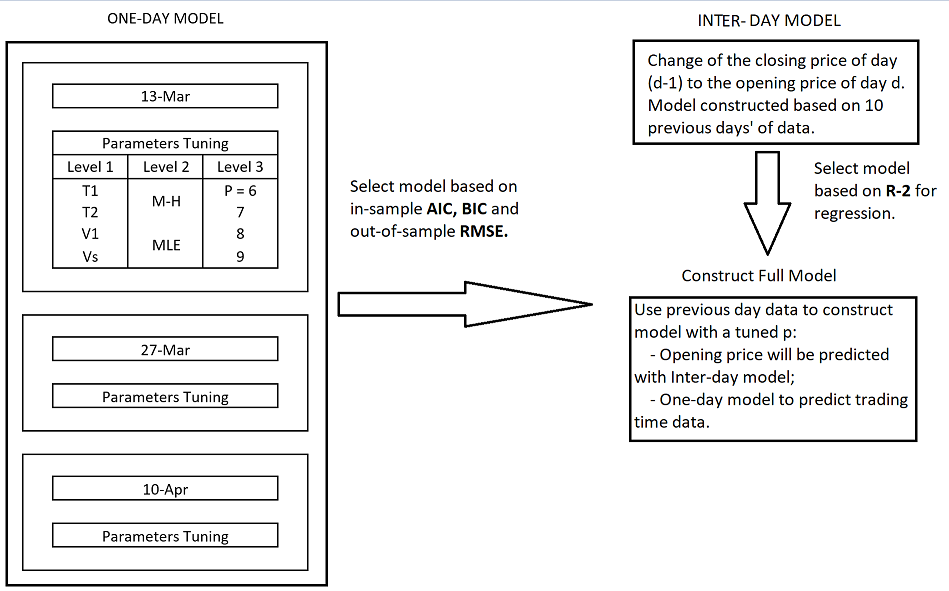 ONE-DAY MODEL
13-Mar
Parameters Tuning
Level 1 Level 2 Level 3
T1
T2
V1
Vs
M-H
MLE
P = 6
7
8
9
27-Mar
Parameters Tuning
10-Apr
Parameters Tuning
Select model based on
in-sample AIC, BIC and
out-of-sample RMSE.
INTER- DAY MODEL
Change of the closing price of day
(d-1) to the opening price of day d.
Model constructed based on 10
previous days' of data.
Select model
based on R-2 for
regression.
Construct Full Model
Use previous day data to construct
model with a tuned p:
- Opening price will be predicted
with Inter-day model;
- One-day model to predict trading
time data.